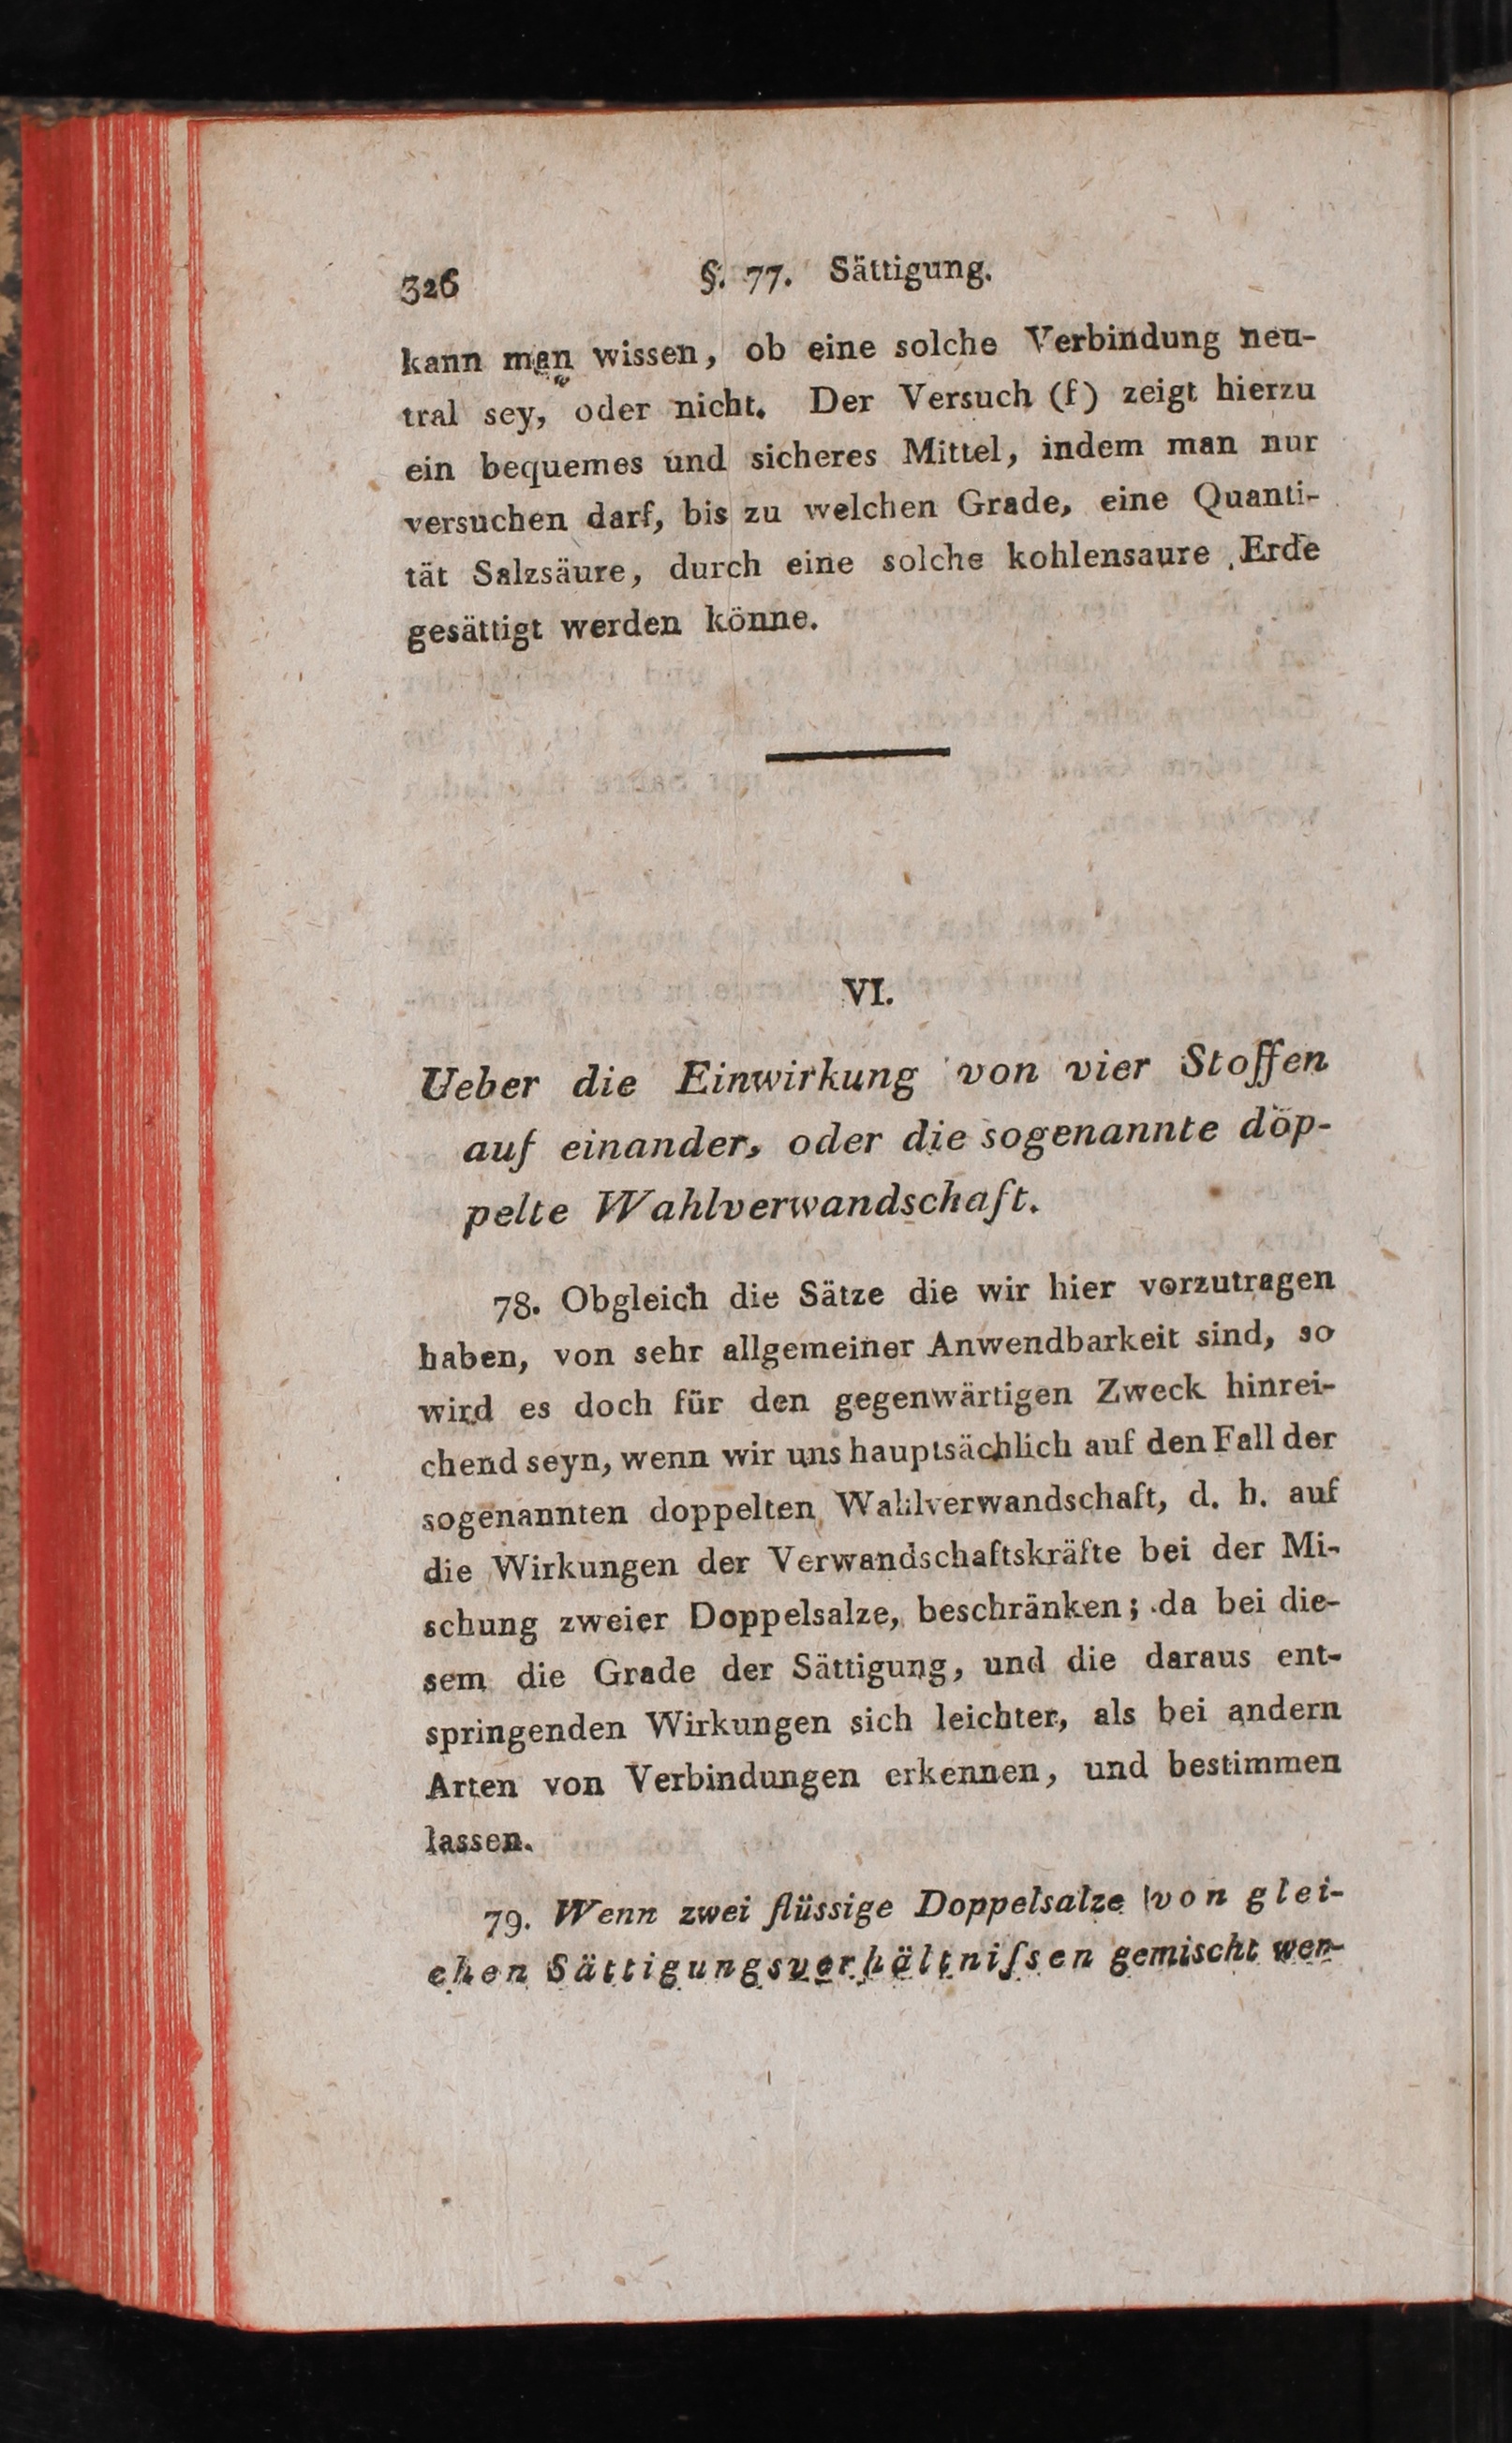 326 §. 77. Sättigung.
kann man wissen, ob eine solche Verbindung neu-
tral sey, oder nicht. Der Versuch (f) zeigt hierzu
ein bequemes und sicheres Mittel, indem man nur
versuchen darf, bis zu welchen Grade, eine Quanti-
tät Salzsäure, durch eine solche kohlensaure Erde
gesättigt werden könne.
VI.
Ueber die Einwirkung von vier Stoffen
auf einander, oder die sogenannte dop-
pelte Wahlverwandschaft.
78. Obgleich die Sätze die wir hier vorzutragen
haben, von sehr allgemeiner Anwendbarkeit sind, so
wird es doch für den gegenwärtigen Zweck hinrei-
chend seyn, wenn wir uns hauptsächlich auf den Fall der
sogenannten doppelten Wahlverwandschaft, d. h. auf
die Wirkungen der Verwandschaftskräfte bei der Mi-
schung zweier Doppelsalze, beschränken; da bei die-
sem die Grade der Sättigung, und die daraus ent-
springenden Wirkungen sich leichter, als bei andern
Arten von Verbindungen erkennen, und bestimmen
lassen.
79. Wenn zwei flüssige Doppelsalze von glei-
chen Sättigungsverhältniſsen gemischt wer-